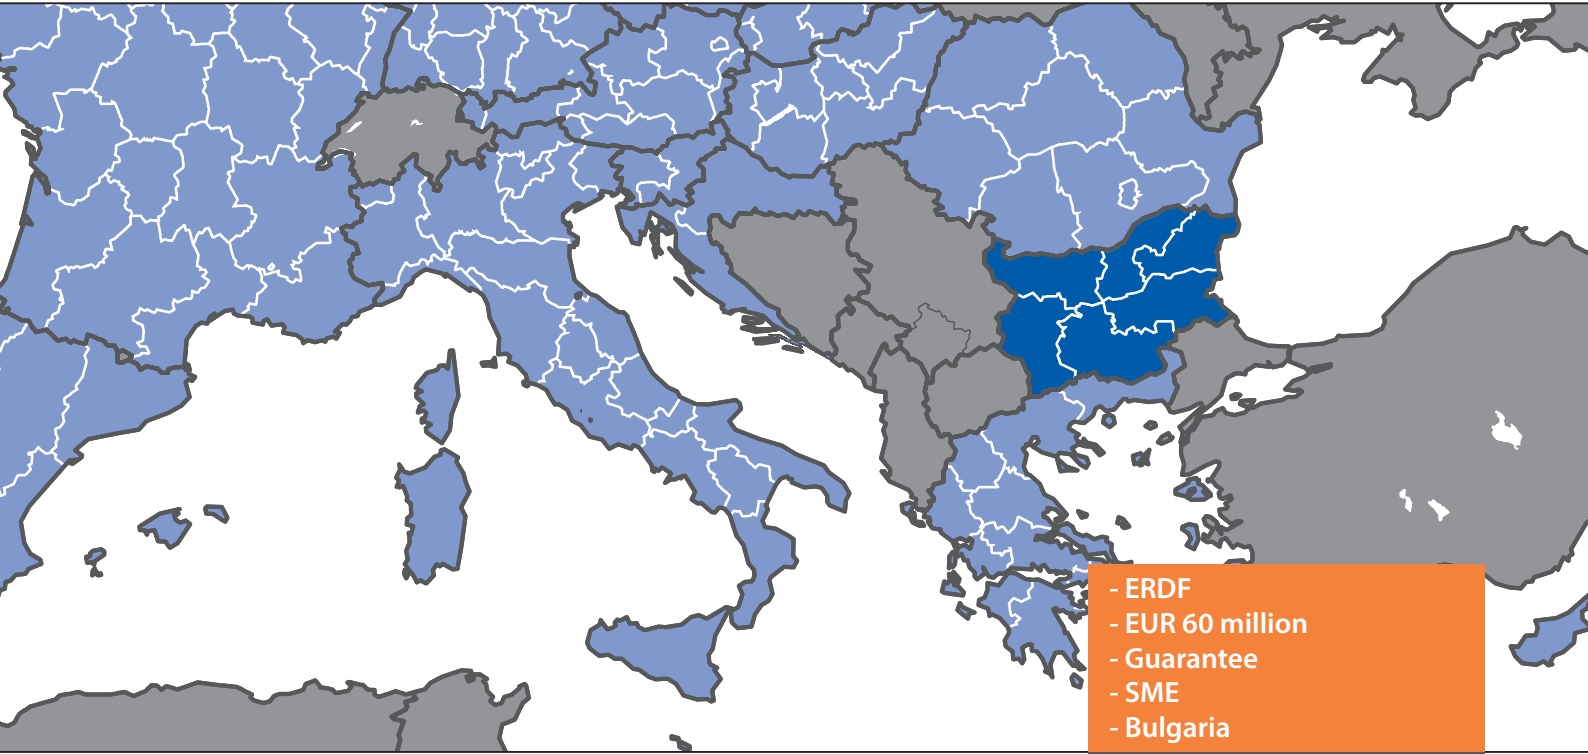 - ERDF
- EUR 60 million
- Guarantee
- SME
- Bulgaria